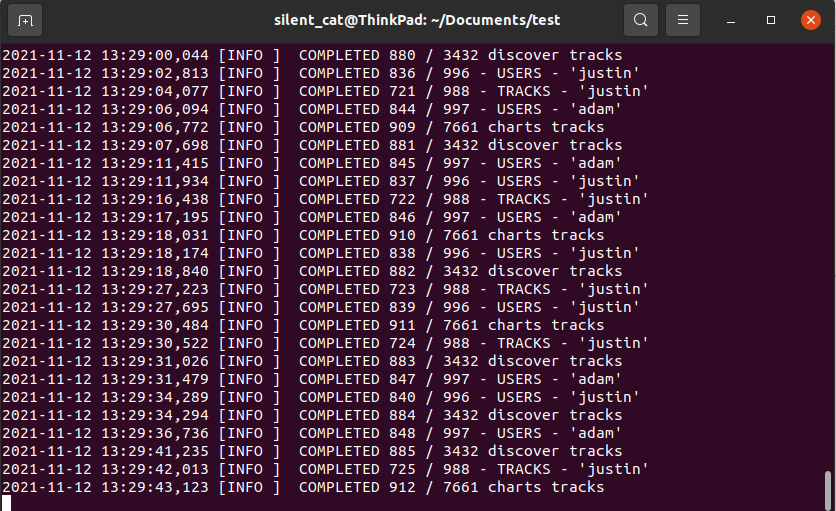 silent_cat@ThinkPad: ~/Documents/test
2021-11-12 13:29:00,044 [INFO ]  COMPLETED 880 / 3432 discover tracks
2021-11-12 13:29:02,813 [INFO ]  COMPLETED 836 / 996 - USERS - 'justin'
2021-11-12 13:29:04,077 [INFO ]  COMPLETED 721 / 988 - TRACKS - 'justin'
2021-11-12 13:29:06,094 [INFO ]  COMPLETED 844 / 997 - USERS - 'adam'
2021-11-12 13:29:06,772 [INFO ]  COMPLETED 909 / 7661 charts tracks
2021-11-12 13:29:07,698 [INFO ]  COMPLETED 881 / 3432 discover tracks
2021-11-12 13:29:11,415 [INFO ]  COMPLETED 845 / 997 - USERS - 'adam'
2021-11-12 13:29:11,934 [INFO ]  COMPLETED 837 / 996 - USERS - 'justin'
2021-11-12 13:29:16,438 [INFO ]  COMPLETED 722 / 988 - TRACKS - 'justin'
2021-11-12 13:29:17,195 [INFO ]  COMPLETED 846 / 997 - USERS - 'adam'
2021-11-12 13:29:18,031 [INFO ]  COMPLETED 910 / 7661 charts tracks
2021-11-12 13:29:18,174 [INFO ]  COMPLETED 838 / 996 - USERS - 'justin'
2021-11-12 13:29:18,840 [INFO ]  COMPLETED 882 / 3432 discover tracks
2021-11-12 13:29:27,223 [INFO ]  COMPLETED 723 / 988 - TRACKS - 'justin'
2021-11-12 13:29:27,695 [INFO ]  COMPLETED 839 / 996 - USERS - 'justin'
2021-11-12 13:29:30,484 [INFO ]  COMPLETED 911 / 7661 charts tracks
2021-11-12 13:29:30,522 [INFO ]  COMPLETED 724 / 988 - TRACKS - 'justin'
2021-11-12 13:29:31,026 [INFO ]  COMPLETED 883 / 3432 discover tracks
2021-11-12 13:29:31,479 [INFO ]  COMPLETED 847 / 997 - USERS - 'adam'
2021-11-12 13:29:34,289 [INFO ]  COMPLETED 840 / 996 - USERS - 'justin'
2021-11-12 13:29:34,294 [INFO ]  COMPLETED 884 / 3432 discover tracks
2021-11-12 13:29:36,736 [INFO ]  COMPLETED 848 / 997 - USERS - 'adam'
2021-11-12 13:29:41,235 [INFO ]  COMPLETED 885 / 3432 discover tracks
2021-11-12 13:29:42,013 [INFO ]  COMPLETED 725 / 988 - TRACKS - 'justin'
2021-11-12 13:29:43,123 [INFO ]  COMPLETED 912 / 7661 charts tracks